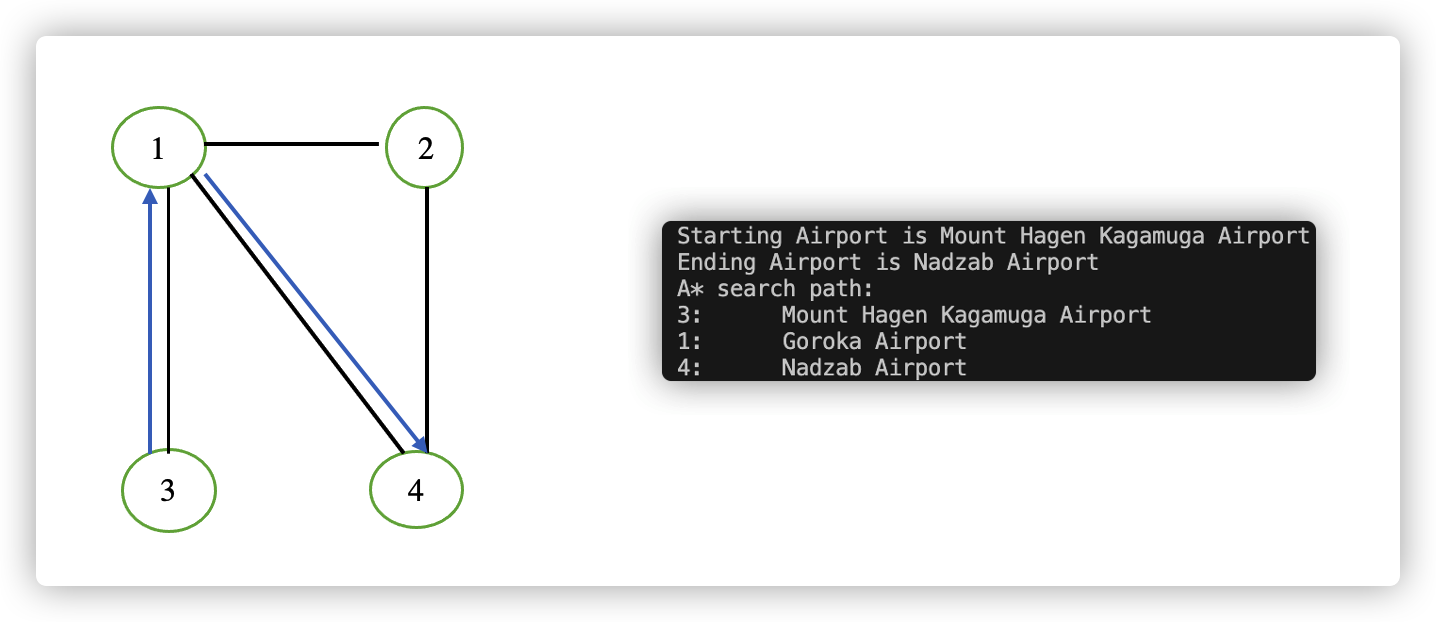 1
2
3
4
Starting Airport is Mount Hagen Kagamuga Airport
Ending Airport is Nadzab Airport
A* search path:
3: Mount Hagen Kagamuga Airport
1: Goroka Airport
4: Nadzab Airport